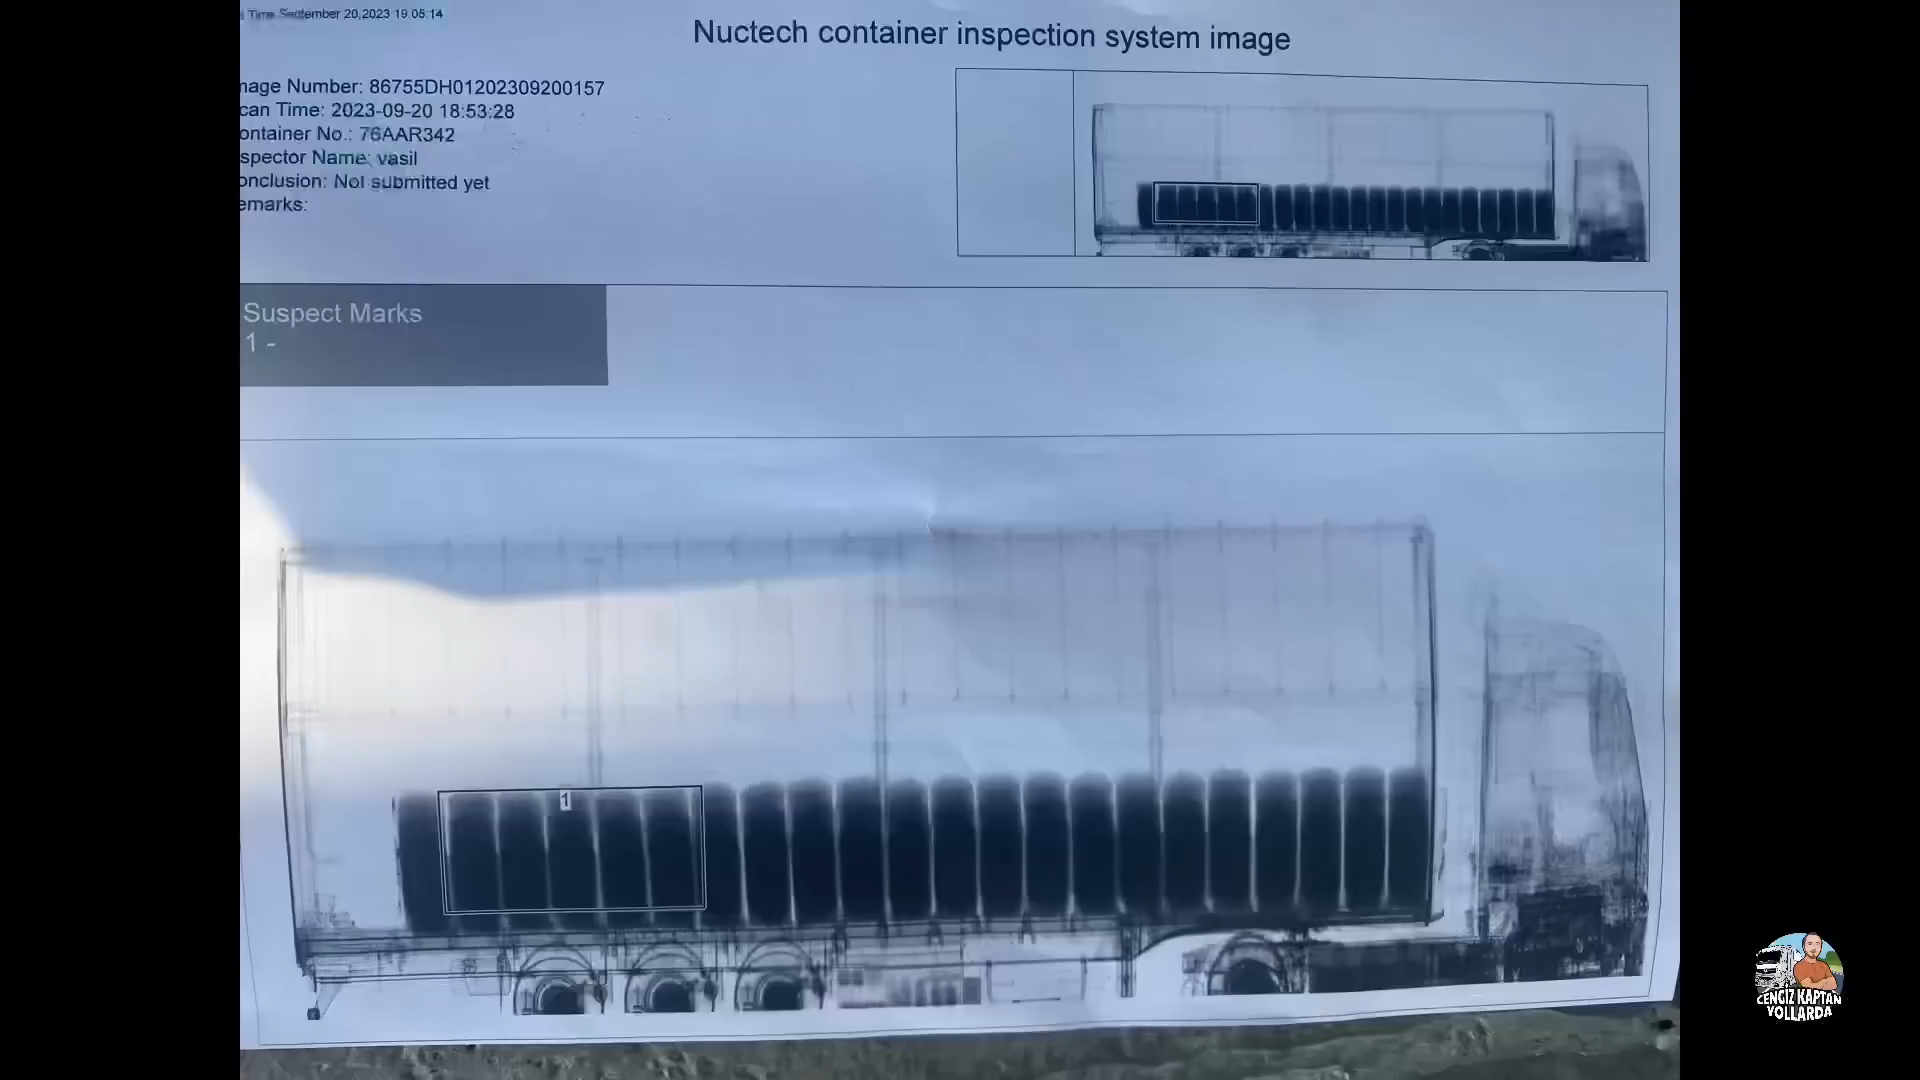 Time September 20,2023 19:05:14
Nuctech container inspection system image
mage Number: 86755DH01202309200157
can Time: 2023-09-20 18:53:28
ontainer No.: 76AAR342
spector Name: vasil
onclusion: Not submitted yet
emarks:
Suspect Marks
1 -
1
CENGİZ KAPTAN
YOLLARDA